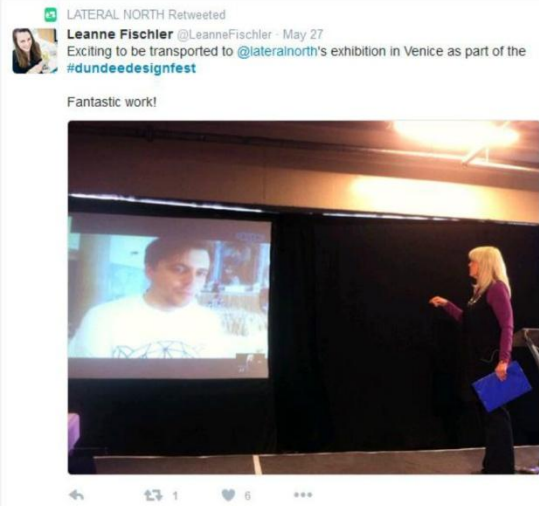 LATERAL NORTH Retweeted
Leanne Fischler @LeanneFischler · May 27
Exciting to be transported to @lateralnorth's exhibition in Venice as part of the
#dundeedesignfest
Fantastic work!
1 6